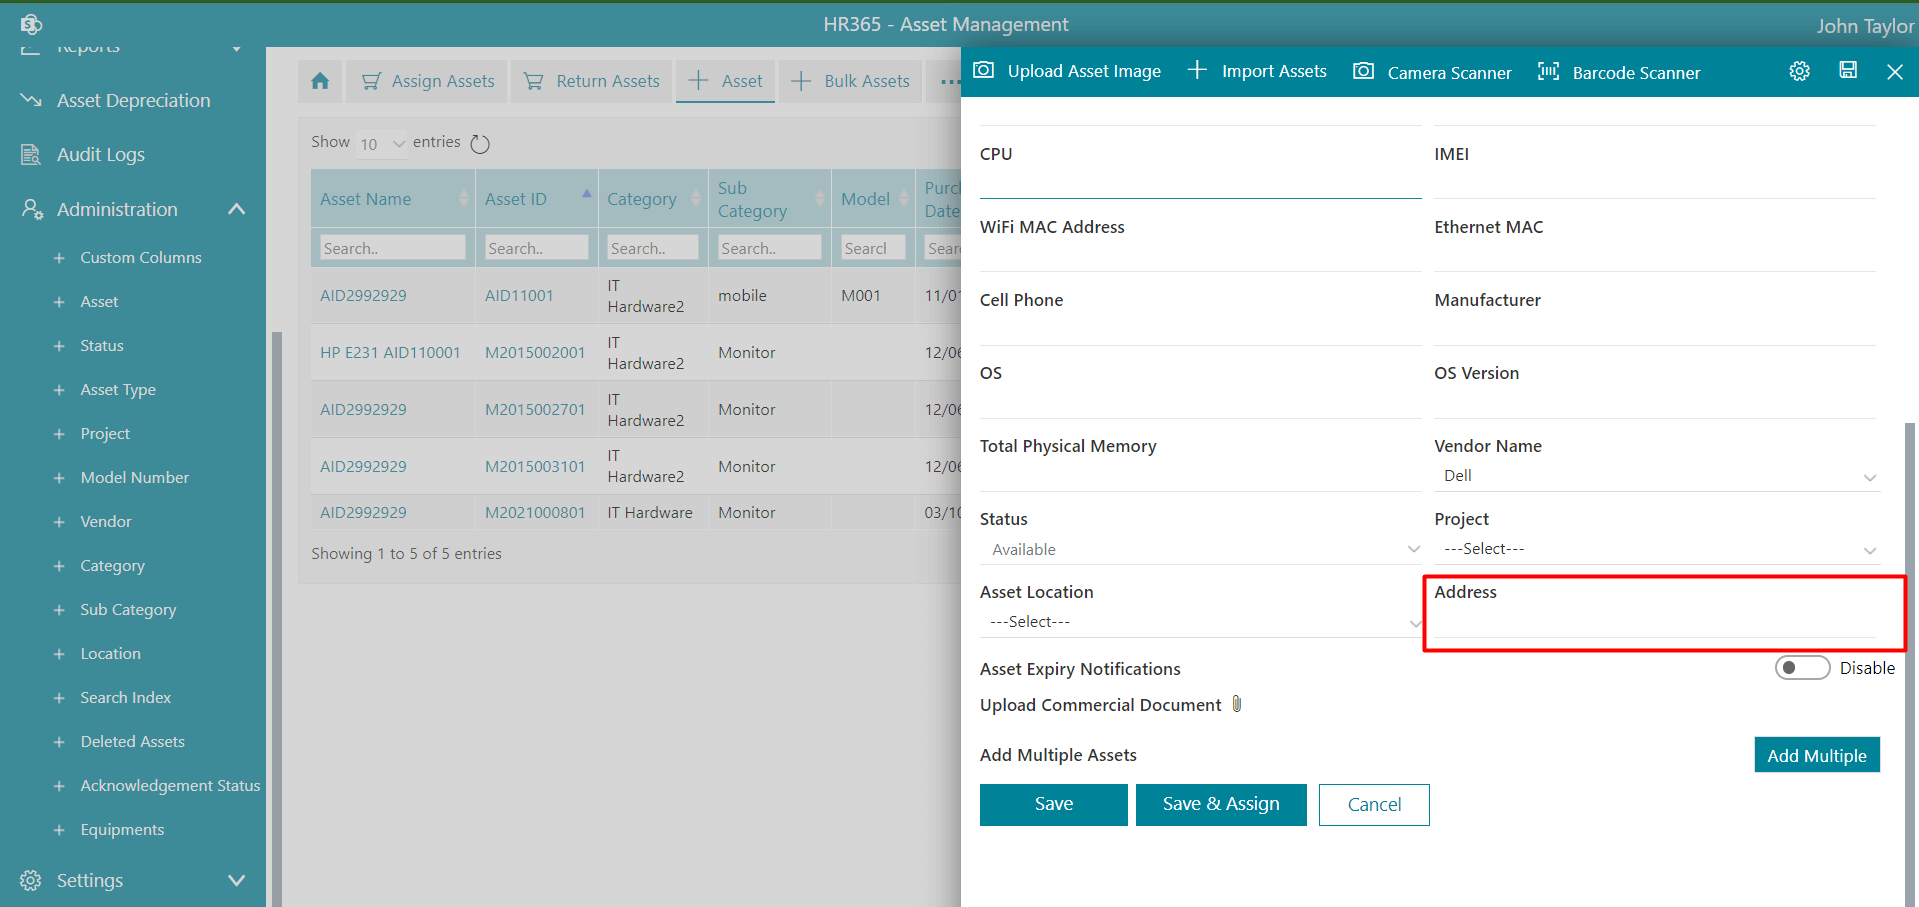 HR365 - Asset Management
John Taylor
Reports
Asset Depreciation
Audit Logs
Administration
+ Custom Columns
+ Asset
+ Status
+ Asset Type
+ Project
+ Model Number
+ Vendor
+ Category
+ Sub Category
+ Location
+ Search Index
+ Deleted Assets
+ Acknowledgement Status
+ Equipments
Settings
Assign Assets Return Assets + Asset + Bulk Assets ...
Show 10 entries
Asset Name Asset ID Category Sub Category Model Purc
Date
Search.. Search.. Search.. Search.. Searcl Sear
AID2992929 AID11001 IT Hardware2 mobile M001 11/01
HP E231 AID110001 M2015002001 IT Hardware2 Monitor 12/06
AID2992929 M2015002701 IT Hardware2 Monitor 12/06
AID2992929 M2015003101 IT Hardware2 Monitor 12/06
AID2992929 M2021000801 IT Hardware Monitor 03/10
Showing 1 to 5 of 5 entries
Upload Asset Image + Import Assets Camera Scanner Barcode Scanner
CPU IMEI
WiFi MAC Address Ethernet MAC
Cell Phone Manufacturer
OS OS Version
Total Physical Memory Vendor Name
Dell
Status Project
Available ---Select---
Asset Location Address
---Select---
Asset Expiry Notifications Disable
Upload Commercial Document
Add Multiple Assets Add Multiple
Save Save & Assign Cancel